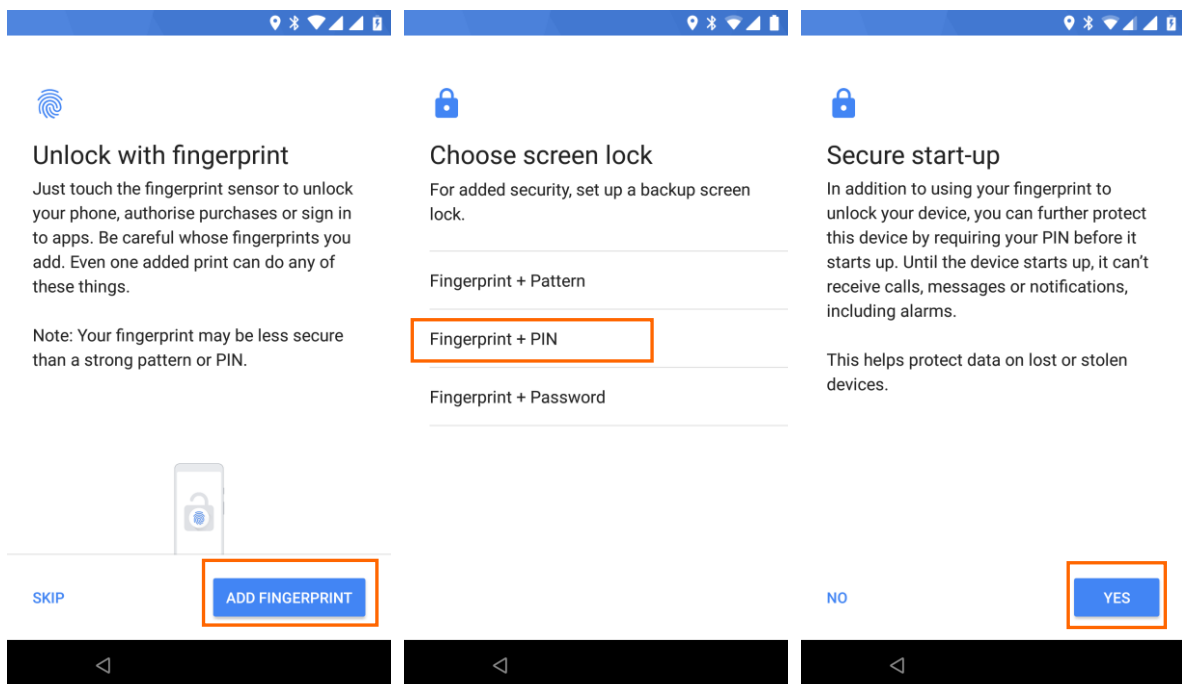 Unlock with fingerprint
Just touch the fingerprint sensor to unlock
your phone, authorise purchases or sign in
to apps. Be careful whose fingerprints you
add. Even one added print can do any of
these things.
Note: Your fingerprint may be less secure
than a strong pattern or PIN.
SKIP
ADD FINGERPRINT
Choose screen lock
For added security, set up a backup screen
lock.
Fingerprint + Pattern
Fingerprint + PIN
Fingerprint + Password
Secure start-up
In addition to using your fingerprint to
unlock your device, you can further protect
this device by requiring your PIN before it
starts up. Until the device starts up, it can't
receive calls, messages or notifications,
including alarms.
This helps protect data on lost or stolen
devices.
NO
YES